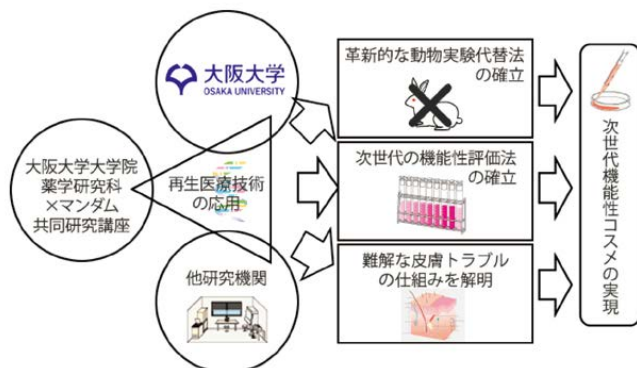 大阪大学
OSAKA UNIVERSITY
大阪大学大学院
薬学研究科
×マンダム
共同研究講座
再生医療技術
の応用
他研究機関
革新的な動物実験代替法
の確立
次世代の機能性評価法
の確立
難解な皮膚トラブル
の仕組みを解明
次世代機能性コスメの実現